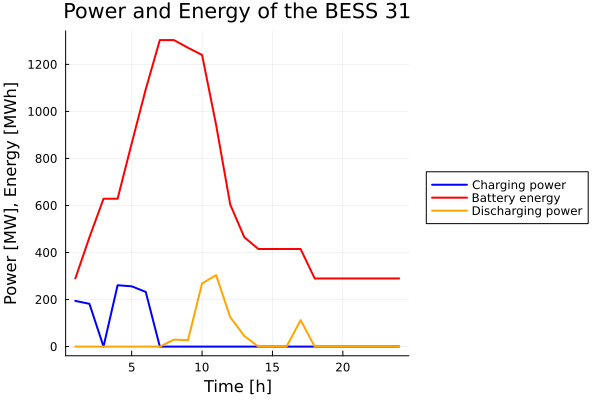 Power and Energy of the BESS 31
Power [MW], Energy [MWh]
1200
1000
800
600
400
200
0
5 10 15 20
Time [h]
Charging power
Battery energy
Discharging power